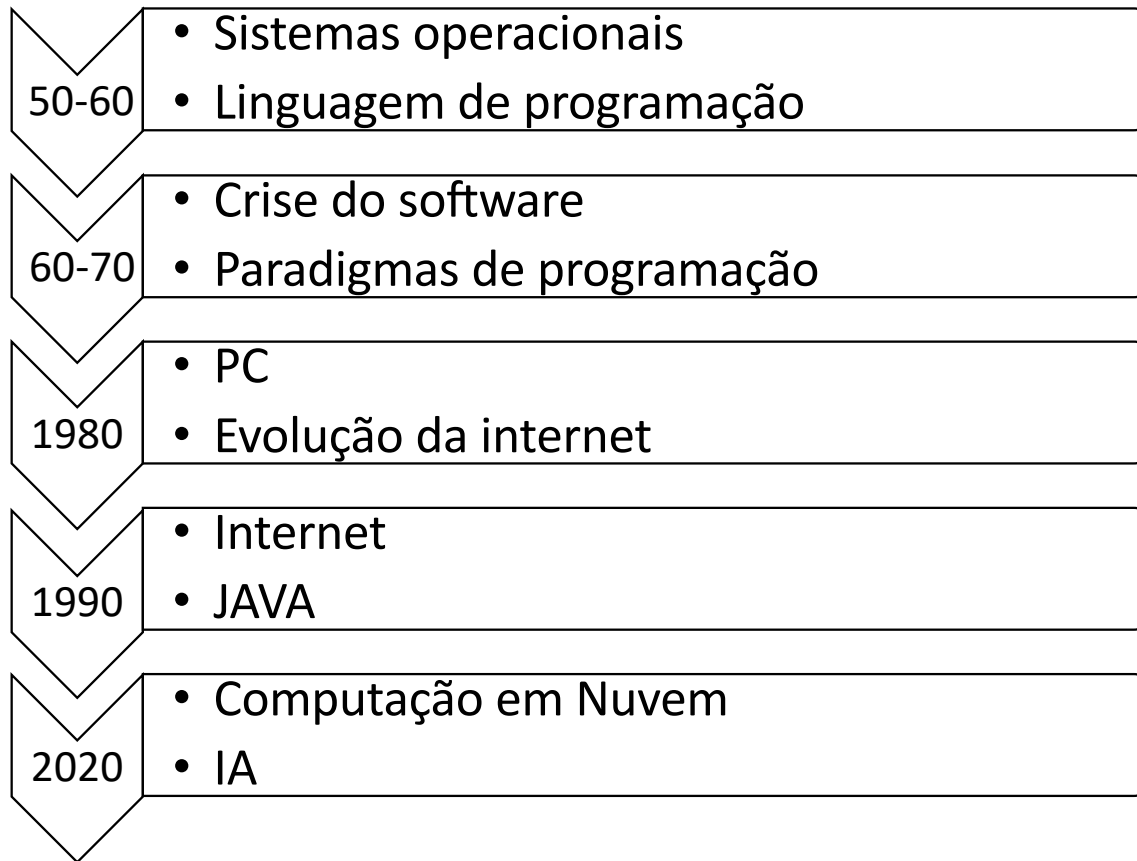 50-60
• Sistemas operacionais
• Linguagem de programação
60-70
• Crise do software
• Paradigmas de programação
1980
• PC
• Evolução da internet
1990
• Internet
• JAVA
2020
• Computação em Nuvem
• IA